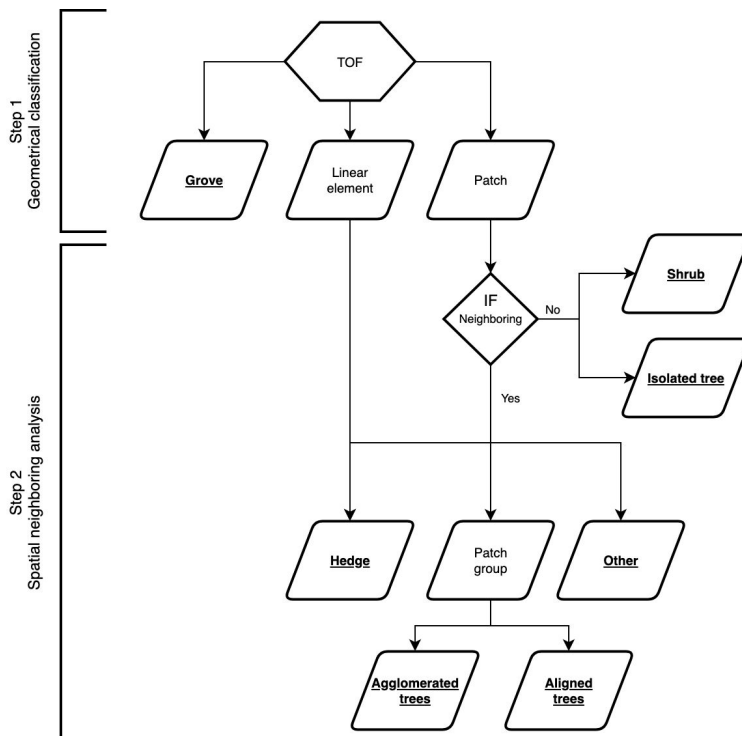 Step 1
Geometrical classification
TOF
Grove
Linear
element
Patch
Step 2
Spatial neighboring analysis
IF
Neighboring
No
Shrub
Isolated tree
Yes
Hedge
Patch
group
Other
Agglomerated
trees
Aligned
trees